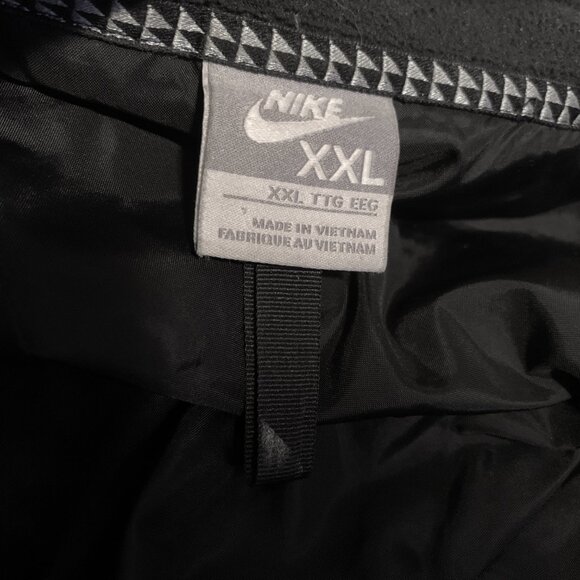 NIKE
XXL
XXL TTG EEG
MADE IN VIETNAM
FABRIQUE AU VIETNAM